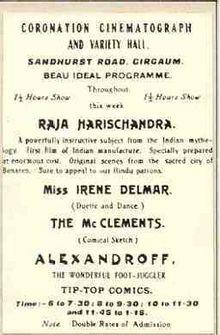 CORONATION CINEMATOGRAPH
AND VARIETY HALL.
SANDHURST ROAD, GIRGAUM.
BEAU IDEAL PROGRAMME.
Throughout
1½ Hours Show 1½ Hours Show
this week
RAJA HARISCHANDRA.
A powerfully instructive subject from the Indian mytho-
logy. First film of Indian manufacture. Specially prepared
at enormous cost. Original scenes from the sacred city of
Benares. Sure to appeal to our Hindu patrons.
Miss IRENE DELMAR.
(Duette and Dance)
THE McCLEMENTS.
(Comical Sketch)
ALEXANDROFF.
THE WONDERFUL FOOT-JUGGLER
TIP-TOP COMICS.
Time:-6 to 7-30; 8 to 9-30; 10 to 11-30
and 11-45 to 1-15.
Note Double Rates of Admission.